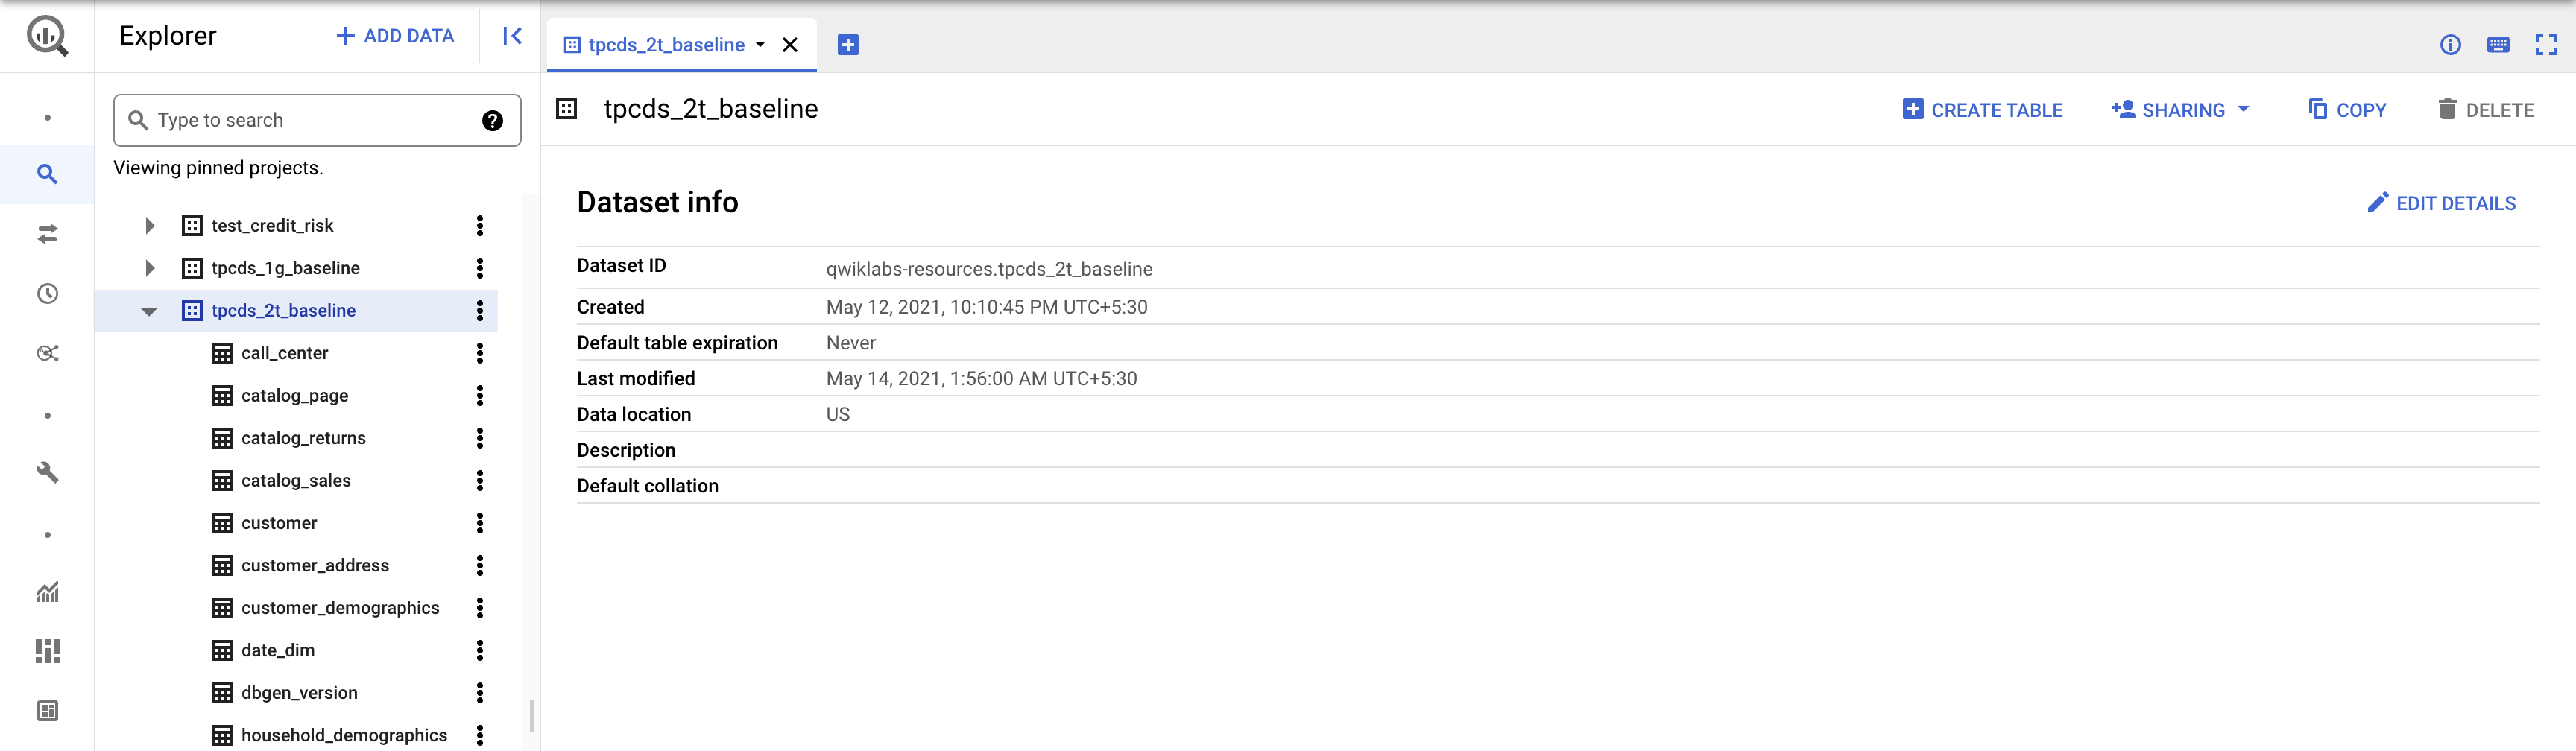 Explorer
ADD DATA
Type to search
Viewing pinned projects.
test_credit_risk
tpcds_1g_baseline
tpcds_2t_baseline
call_center
catalog_page
catalog_returns
catalog_sales
customer
customer_address
customer_demographics
date_dim
dbgen_version
household_demographics
tpcds_2t_baseline
tpcds_2t_baseline
CREATE TABLE
SHARING
COPY
DELETE
Dataset info
EDIT DETAILS
Dataset ID qwiklabs-resources.tpcds_2t_baseline
Created May 12, 2021, 10:10:45 PM UTC+5:30
Default table expiration Never
Last modified May 14, 2021, 1:56:00 AM UTC+5:30
Data location US
Description
Default collation